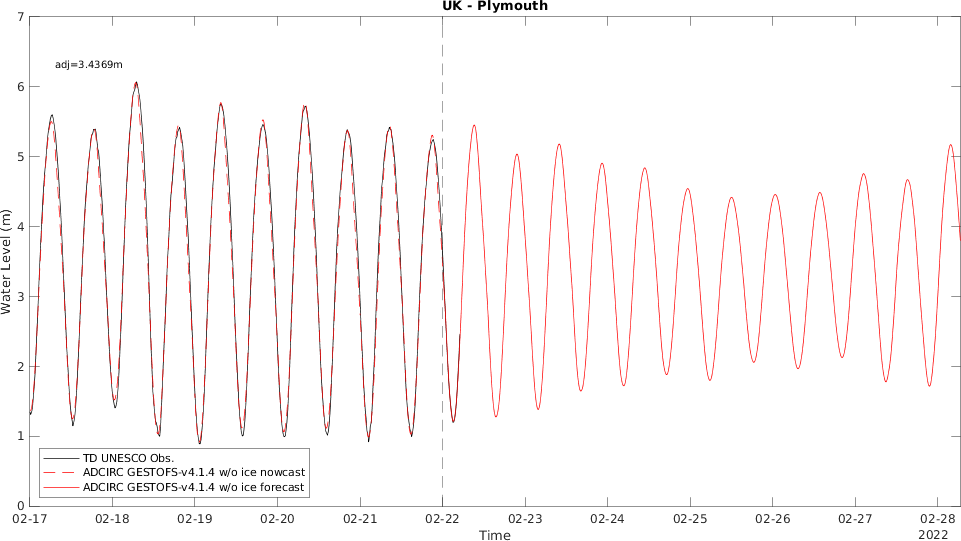 UK - Plymouth
7
adj=3.4369m
6
5
4
Water Level (m)
3
2
1
TD UNESCO Obs.
ADCIRC GESTOFS-v4.1.4 w/o ice nowcast
ADCIRC GESTOFS-v4.1.4 w/o ice forecast
0
02-17 02-18 02-19 02-20 02-21 02-22 02-23 02-24 02-25 02-26 02-27 02-28
Time
2022